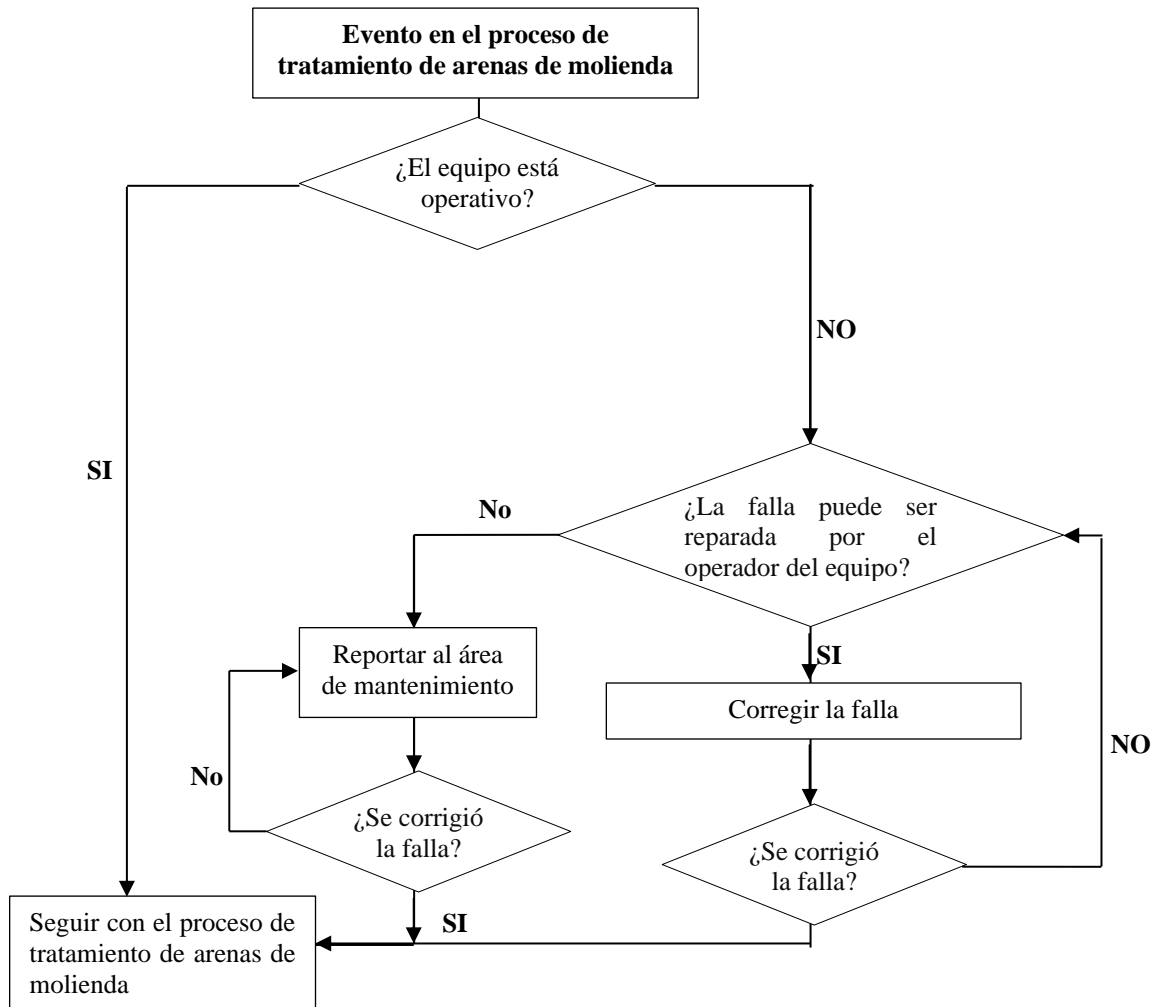 Evento en el proceso de
tratamiento de arenas de molienda
¿El equipo está
operativo?
NO
SI
¿La falla puede ser
reparada por el
operador del equipo?
No
SI
Reportar al área
de mantenimiento
Corregir la falla
NO
No
¿Se corrigió
la falla?
¿Se corrigió
la falla?
SI
Seguir con el proceso de
tratamiento de arenas de
molienda